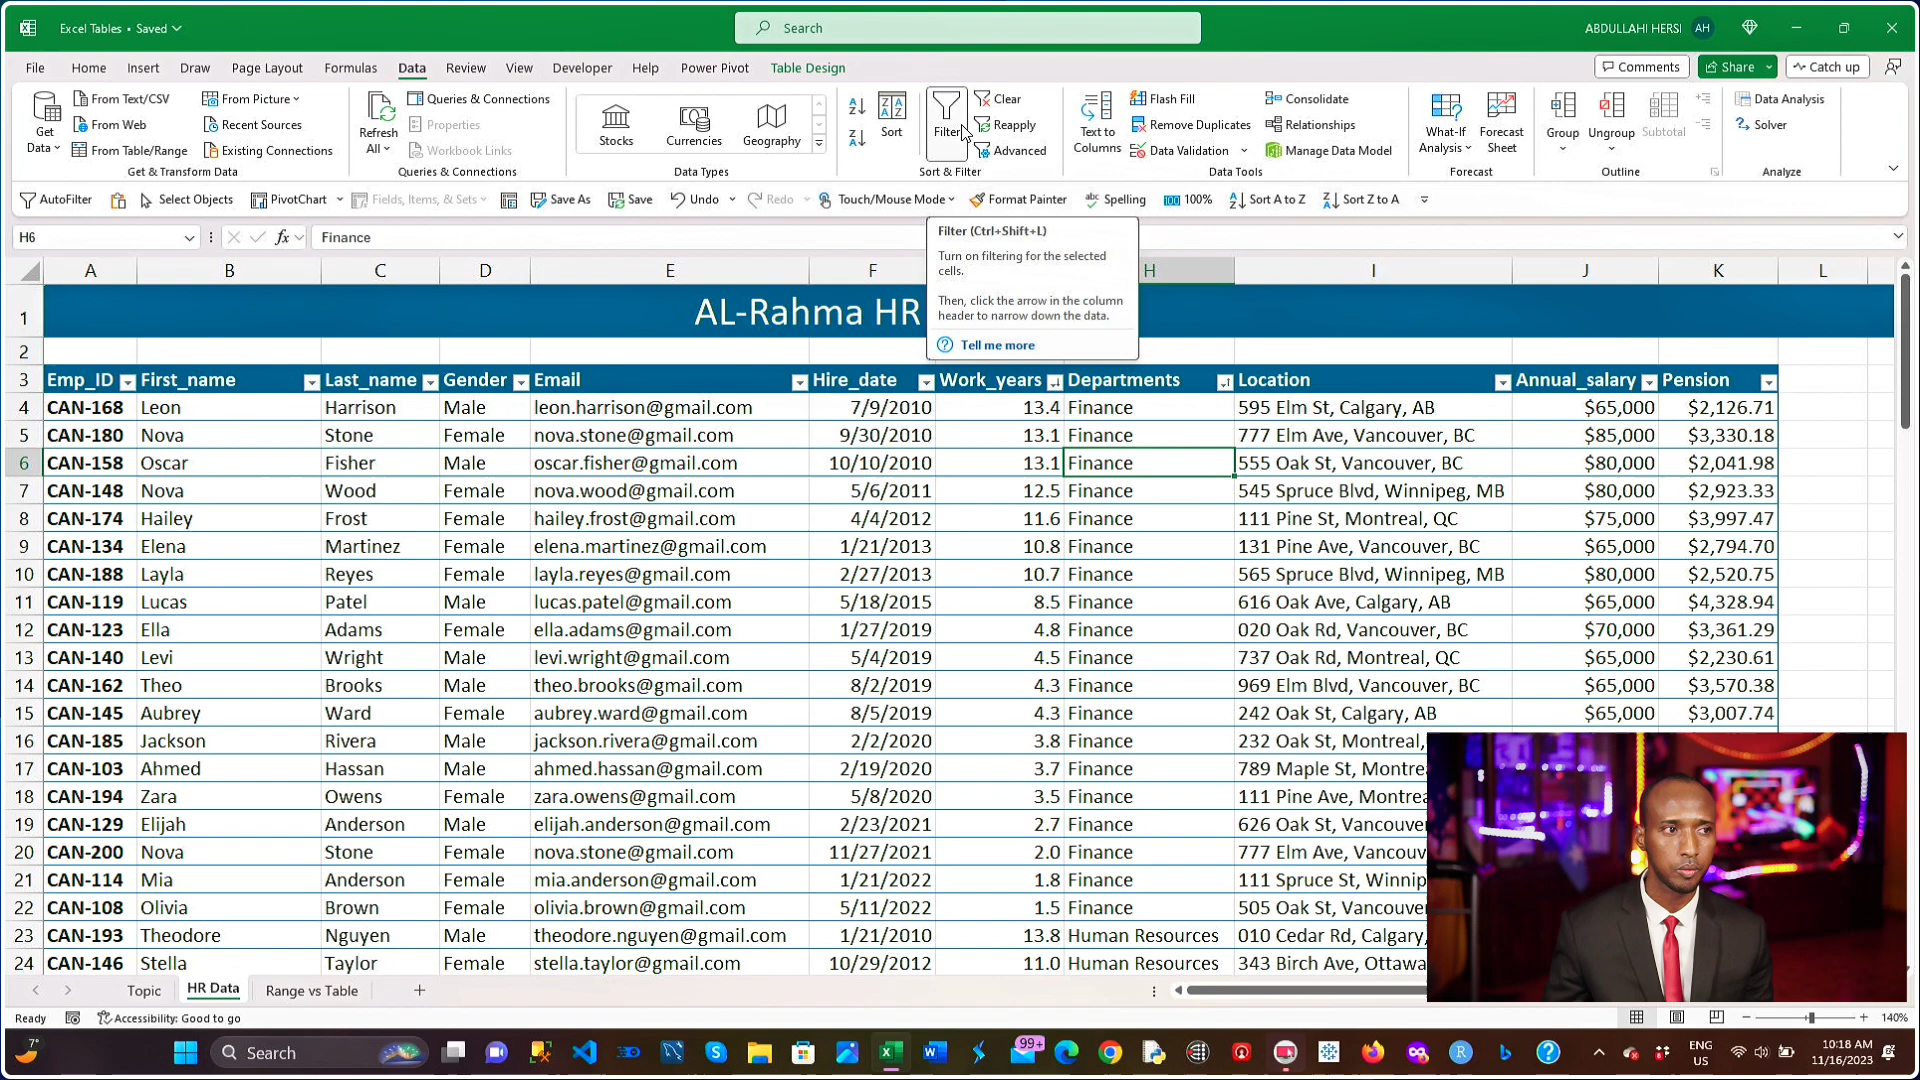 Excel Tables • Saved
Search
ABDULLAHI HERSI AH
File Home Insert Draw Page Layout Formulas Data Review View Developer Help Power Pivot Table Design
Comments Share Catch up
Get Data
From Text/CSV
From Web
From Table/Range
From Picture
Recent Sources
Existing Connections
Get & Transform Data
Refresh All
Queries & Connections
Properties
Workbook Links
Queries & Connections
Stocks Currencies Geography
Data Types
Sort
Filter
Clear
Reapply
Advanced
Sort & Filter
Text to Columns
Flash Fill
Remove Duplicates
Data Validation
Consolidate
Relationships
Manage Data Model
Data Tools
What-If Analysis
Forecast Sheet
Forecast
Group Ungroup Subtotal
Outline
Data Analysis
Solver
Analyze
AutoFilter Select Objects PivotChart Fields, Items, & Sets Save As Save Undo Redo Touch/Mouse Mode Format Painter Spelling 100% Sort A to Z Sort Z to A
H6 fx Finance
Filter (Ctrl+Shift+L)
Turn on filtering for the selected
cells.
Then, click the arrow in the column
header to narrow down the data.
Tell me more
A B C D E F H I J K L
1 AL-Rahma HR
2
3 Emp_ID First_name Last_name Gender Email Hire_date Work_years Departments Location Annual_salary Pension
4 CAN-168 Leon Harrison Male leon.harrison@gmail.com 7/9/2010 13.4 Finance 595 Elm St, Calgary, AB $65,000 $2,126.71
5 CAN-180 Nova Stone Female nova.stone@gmail.com 9/30/2010 13.1 Finance 777 Elm Ave, Vancouver, BC $85,000 $3,330.18
6 CAN-158 Oscar Fisher Male oscar.fisher@gmail.com 10/10/2010 13.1 Finance 555 Oak St, Vancouver, BC $80,000 $2,041.98
7 CAN-148 Nova Wood Female nova.wood@gmail.com 5/6/2011 12.5 Finance 545 Spruce Blvd, Winnipeg, MB $80,000 $2,923.33
8 CAN-174 Hailey Frost Female hailey.frost@gmail.com 4/4/2012 11.6 Finance 111 Pine St, Montreal, QC $75,000 $3,997.47
9 CAN-134 Elena Martinez Female elena.martinez@gmail.com 1/21/2013 10.8 Finance 131 Pine Ave, Vancouver, BC $65,000 $2,794.70
10 CAN-188 Layla Reyes Female layla.reyes@gmail.com 2/27/2013 10.7 Finance 565 Spruce Blvd, Winnipeg, MB $80,000 $2,520.75
11 CAN-119 Lucas Patel Male lucas.patel@gmail.com 5/18/2015 8.5 Finance 616 Oak Ave, Calgary, AB $65,000 $4,328.94
12 CAN-123 Ella Adams Female ella.adams@gmail.com 1/27/2019 4.8 Finance 020 Oak Rd, Vancouver, BC $70,000 $3,361.29
13 CAN-140 Levi Wright Male levi.wright@gmail.com 5/4/2019 4.5 Finance 737 Oak Rd, Montreal, QC $65,000 $2,230.61
14 CAN-162 Theo Brooks Male theo.brooks@gmail.com 8/2/2019 4.3 Finance 969 Elm Blvd, Vancouver, BC $65,000 $3,570.38
15 CAN-145 Aubrey Ward Female aubrey.ward@gmail.com 8/5/2019 4.3 Finance 242 Oak St, Calgary, AB $65,000 $3,007.74
16 CAN-185 Jackson Rivera Male jackson.rivera@gmail.com 2/2/2020 3.8 Finance 232 Oak St, Montreal,
17 CAN-103 Ahmed Hassan Male ahmed.hassan@gmail.com 2/19/2020 3.7 Finance 789 Maple St, Montre
18 CAN-194 Zara Owens Female zara.owens@gmail.com 5/8/2020 3.5 Finance 111 Pine Ave, Montrea
19 CAN-129 Elijah Anderson Male elijah.anderson@gmail.com 2/23/2021 2.7 Finance 626 Oak St, Vancouver,
20 CAN-200 Nova Stone Female nova.stone@gmail.com 11/27/2021 2.0 Finance 777 Elm Ave, Vancouv
21 CAN-114 Mia Anderson Female mia.anderson@gmail.com 1/21/2022 1.8 Finance 111 Spruce St, Winnip
22 CAN-108 Olivia Brown Female olivia.brown@gmail.com 5/11/2022 1.5 Finance 505 Oak St, Vancouver,
23 CAN-193 Theodore Nguyen Male theodore.nguyen@gmail.com 1/21/2010 13.8 Human Resources 010 Cedar Rd, Calgary,
24 CAN-146 Stella Taylor Female stella.taylor@gmail.com 10/29/2012 11.0 Human Resources 343 Birch Ave, Ottawa
Topic HR Data Range vs Table
Ready Accessibility: Good to go 140%
7° Search 99+ ENG US 10:18 AM 11/16/2023